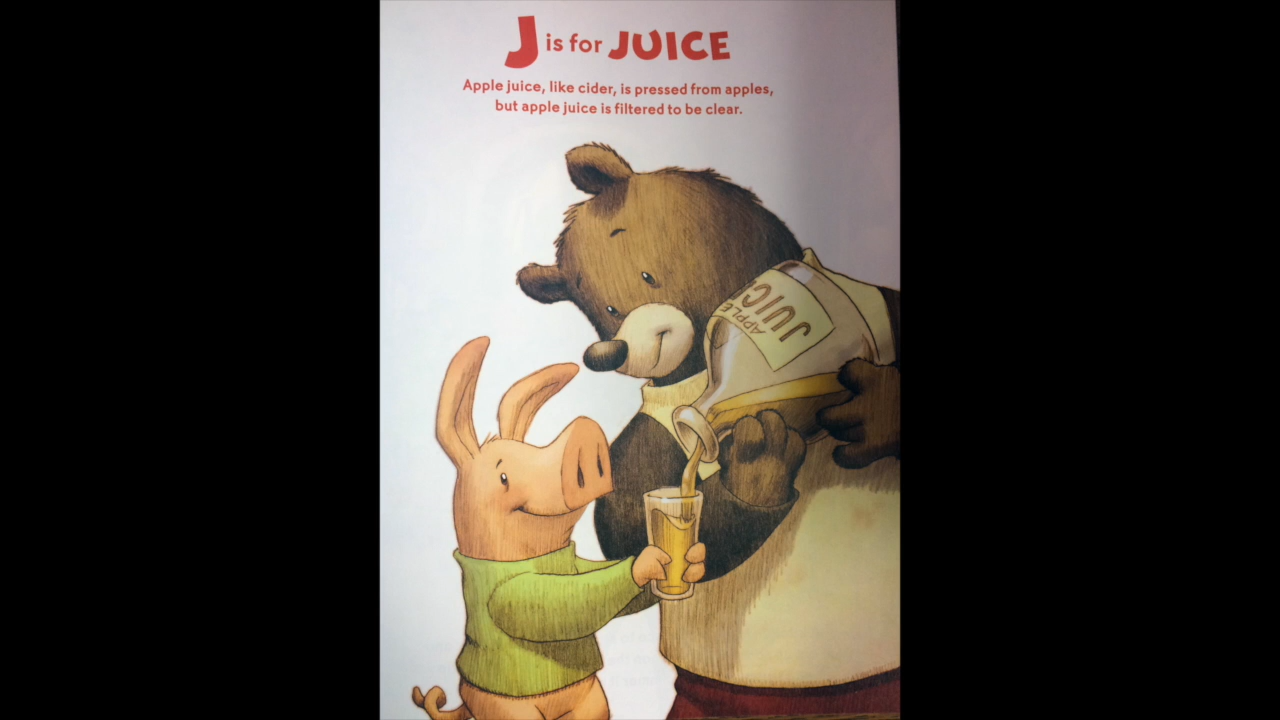 J is for JUICE
Apple juice, like cider, is pressed from apples,
but apple juice is filtered to be clear.
APPLE
JUICE